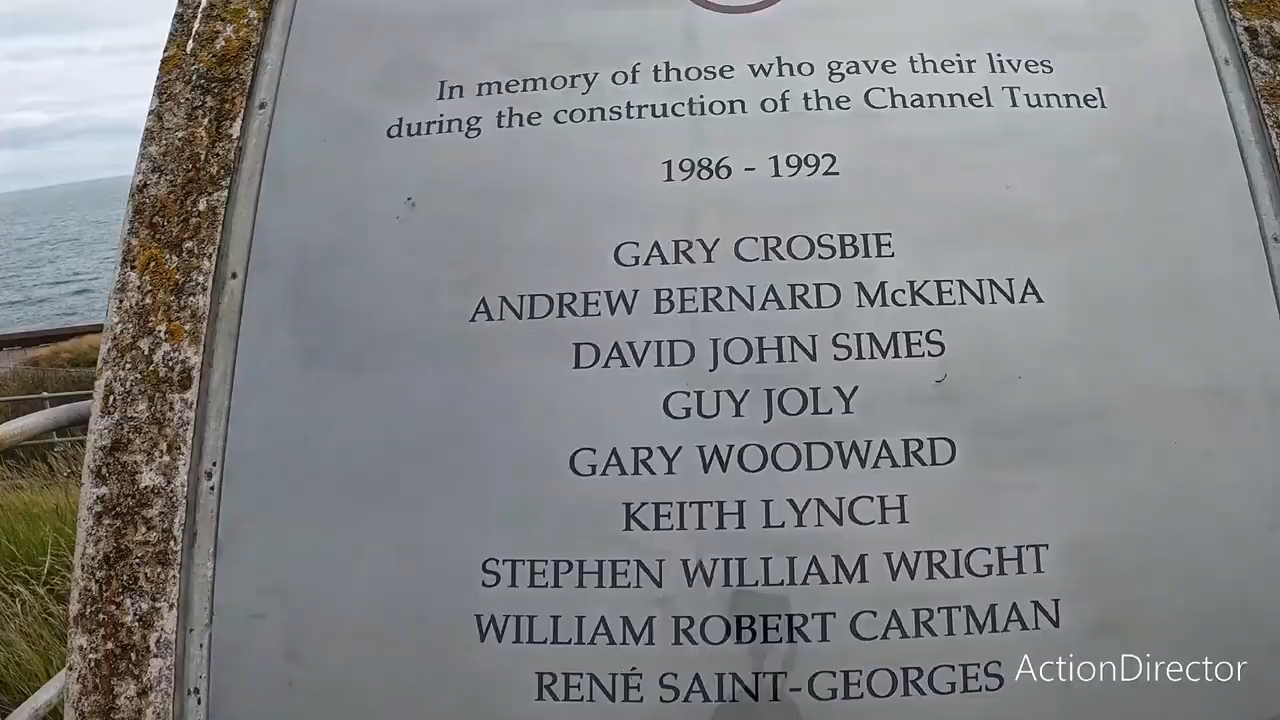 In memory of those who gave their lives
during the construction of the Channel Tunnel
1986 - 1992
GARY CROSBIE
ANDREW BERNARD McKENNA
DAVID JOHN SIMES
GUY JOLY
GARY WOODWARD
KEITH LYNCH
STEPHEN WILLIAM WRIGHT
WILLIAM ROBERT CARTMAN
RENÉ SAINT-GEORGES
ActionDirector